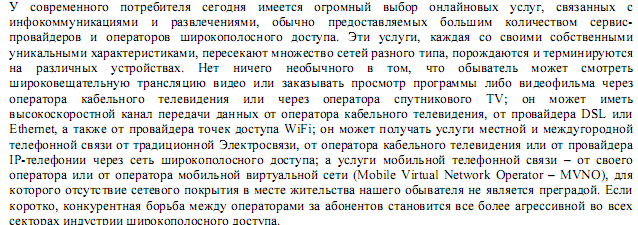 У современного потребителя сегодня имеется огромный выбор онлайновых услуг, связанных с
инфокоммуникациями и развлечениями, обычно предоставляемых большим количеством сервис-
провайдеров и операторов широкополосного доступа. Эти услуги, каждая со своими собственными
уникальными характеристиками, пересекают множество сетей разного типа, порождаются и терминируются
на различных устройствах. Нет ничего необычного в том, что обыватель может смотреть
широковещательную трансляцию видео или заказывать просмотр программы либо видеофильма через
оператора кабельного телевидения или через оператора спутникового TV; он может иметь
высокоскоростной канал передачи данных от оператора кабельного телевидения, от провайдера DSL или
Ethernet, а также от провайдера точек доступа WiFi; он может получать услуги местной и междугородной
телефонной связи от традиционной Электросвязи, от оператора кабельного телевидения или от провайдера
IP-телефонии через сеть широкополосного доступа; а услуги мобильной телефонной связи – от своего
оператора или от оператора мобильной виртуальной сети (Mobile Virtual Network Operator – MVNO), для
которого отсутствие сетевого покрытия в месте жительства нашего обывателя не является преградой. Если
коротко, конкурентная борьба между операторами за абонентов становится все более агрессивной во всех
секторах индустрии широкополосного доступа.